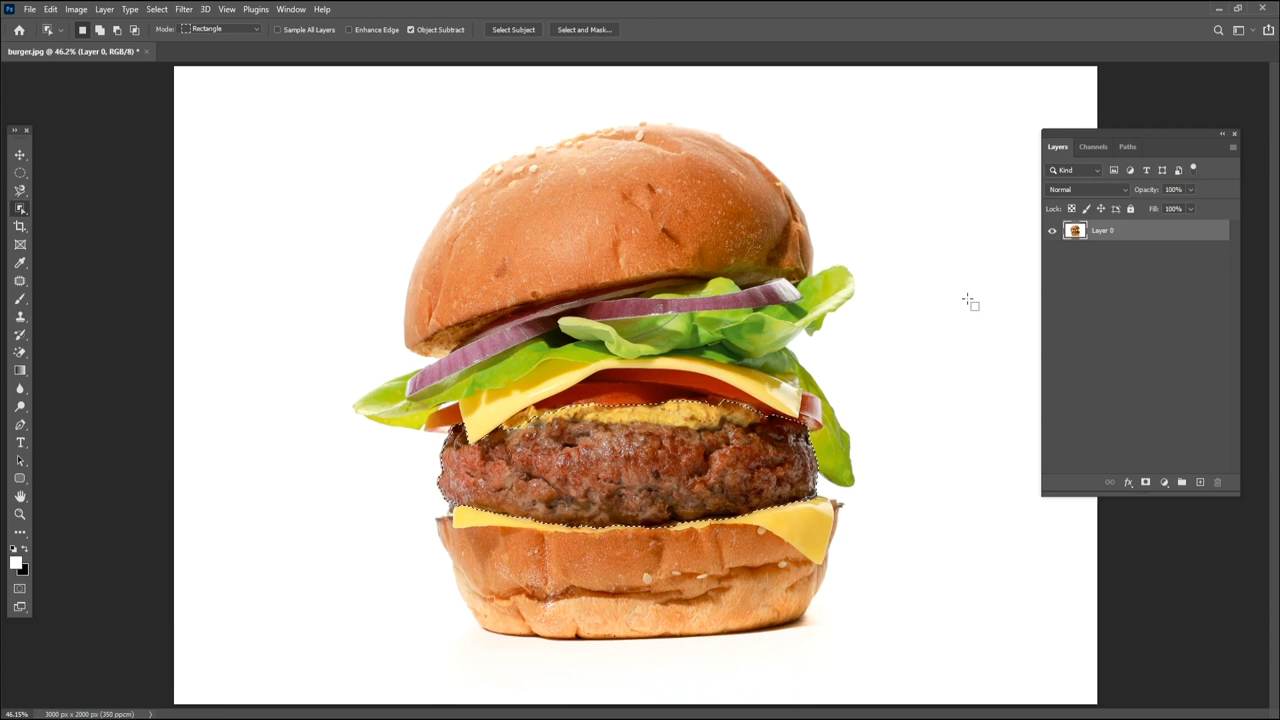 Ps File Edit Image Layer Type Select Filter 3D View Plugins Window Help
Mode: Rectangle Sample All Layers Enhance Edge Object Subtract Select Subject Select and Mask...
burger.jpg @ 46.2% (Layer 0, RGB/8) * ×
Layers Channels Paths
Kind
Normal Opacity: 100%
Lock: Fill: 100%
Layer 0
fx
46.15% 3000 px x 2000 px (350 ppcm)